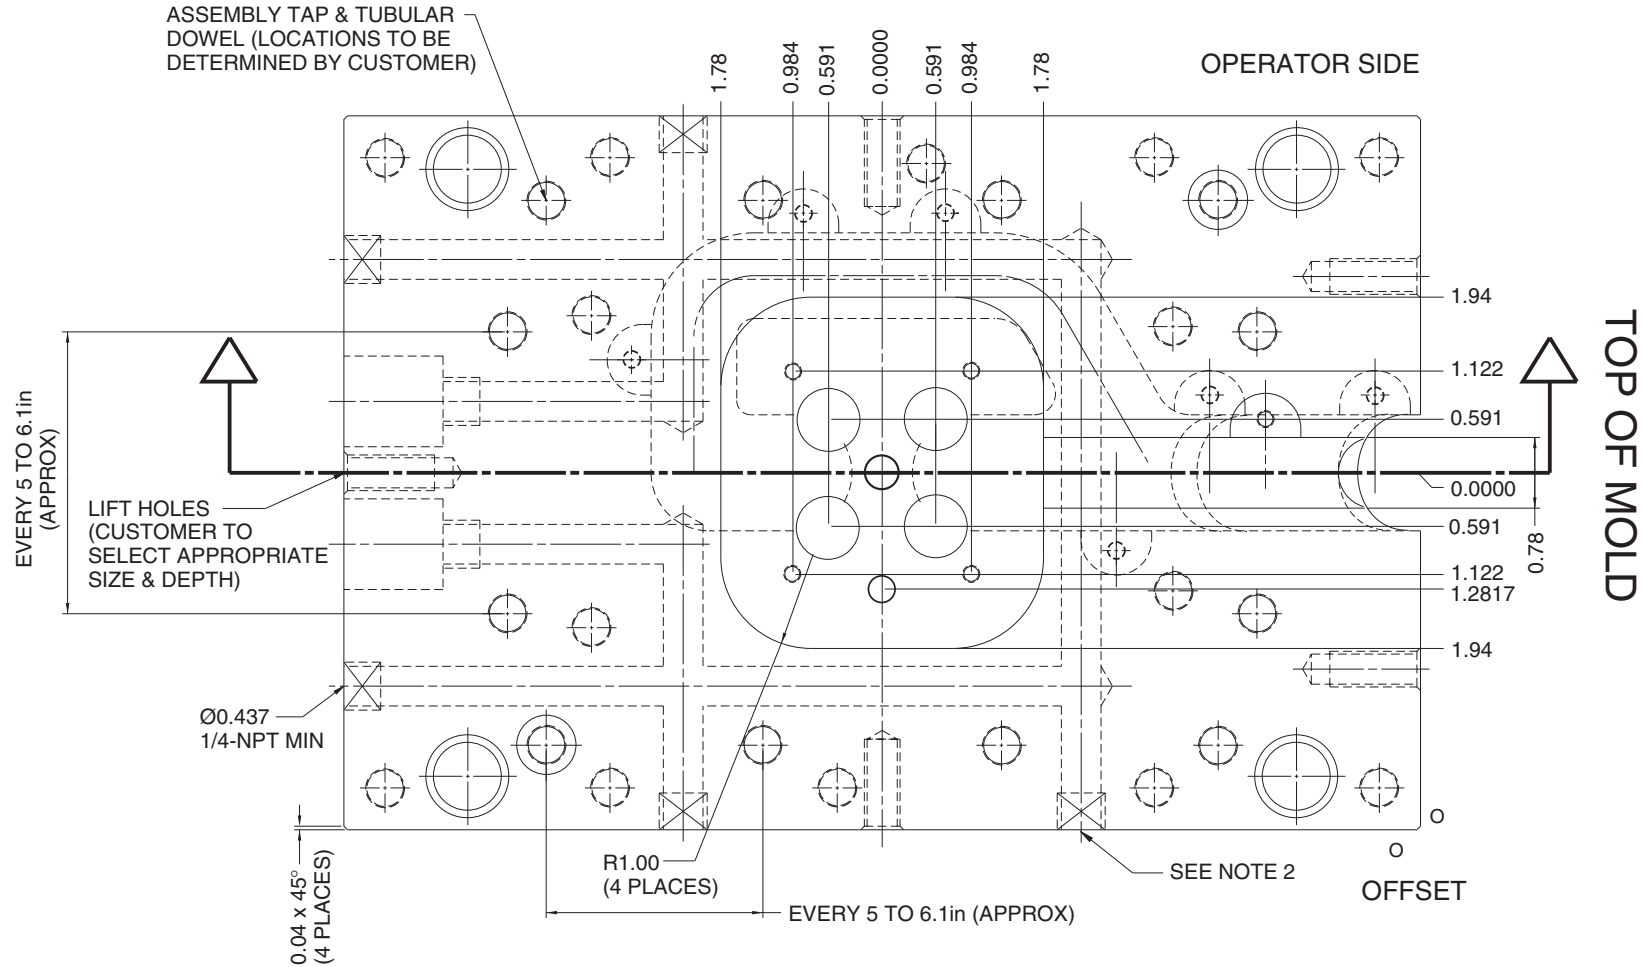 ASSEMBLY TAP & TUBULAR
DOWEL (LOCATIONS TO BE
DETERMINED BY CUSTOMER)
1.78
0.984
0.591
0.0000
0.591
0.984
1.78
OPERATOR SIDE
1.94
1.122
0.591
0.0000
0.591
0.78
1.122
1.2817
1.94
TOP OF MOLD
EVERY 5 TO 6.1in
(APPROX)
LIFT HOLES
(CUSTOMER TO
SELECT APPROPRIATE
SIZE & DEPTH)
Ø0.437
1/4-NPT MIN
0.04 x 45°
(4 PLACES)
R1.00
(4 PLACES)
EVERY 5 TO 6.1in (APPROX)
SEE NOTE 2
O
O
OFFSET